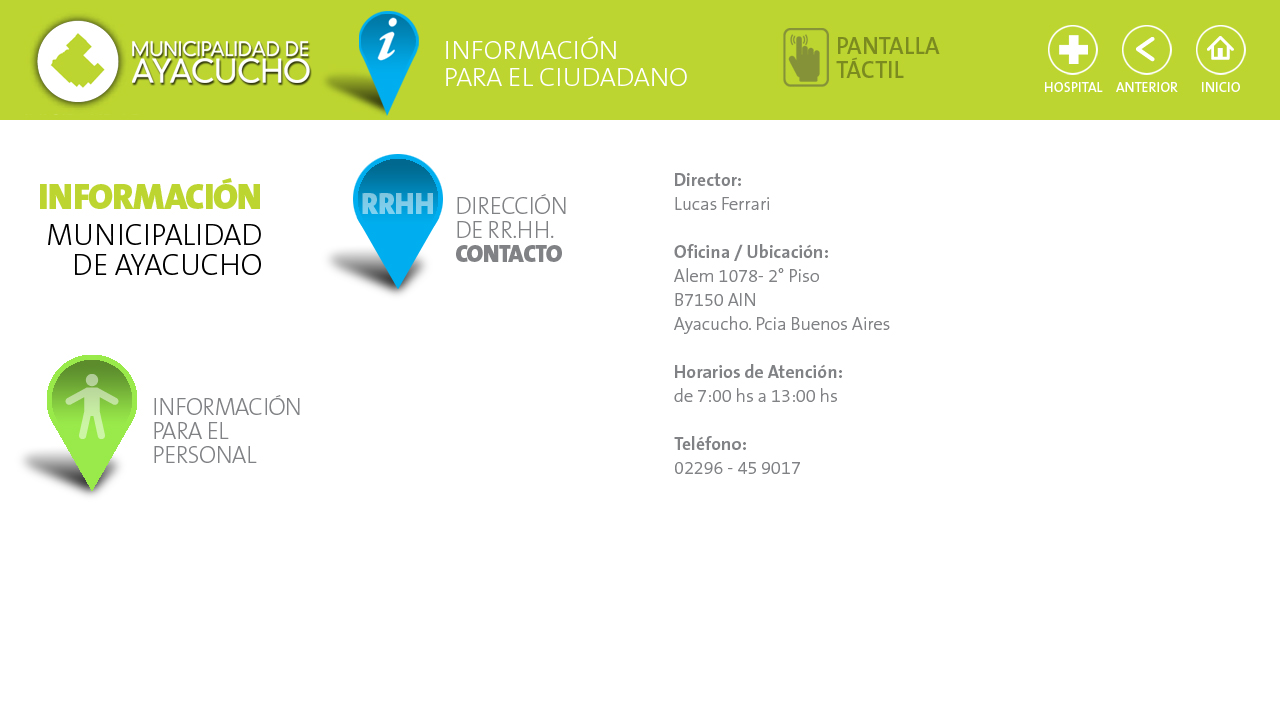 MUNICIPALIDAD DE
AYACUCHO
i
INFORMACIÓN
PARA EL CIUDADANO
PANTALLA
TÁCTIL
HOSPITAL
ANTERIOR
INICIO
INFORMACIÓN
MUNICIPALIDAD
DE AYACUCHO
RRHH
DIRECCIÓN
DE RR.HH.
CONTACTO
INFORMACIÓN
PARA EL
PERSONAL
Director:
Lucas Ferrari
Oficina / Ubicación:
Alem 1078- 2° Piso
B7150 AIN
Ayacucho. Pcia Buenos Aires
Horarios de Atención:
de 7:00 hs a 13:00 hs
Teléfono:
02296 - 45 9017